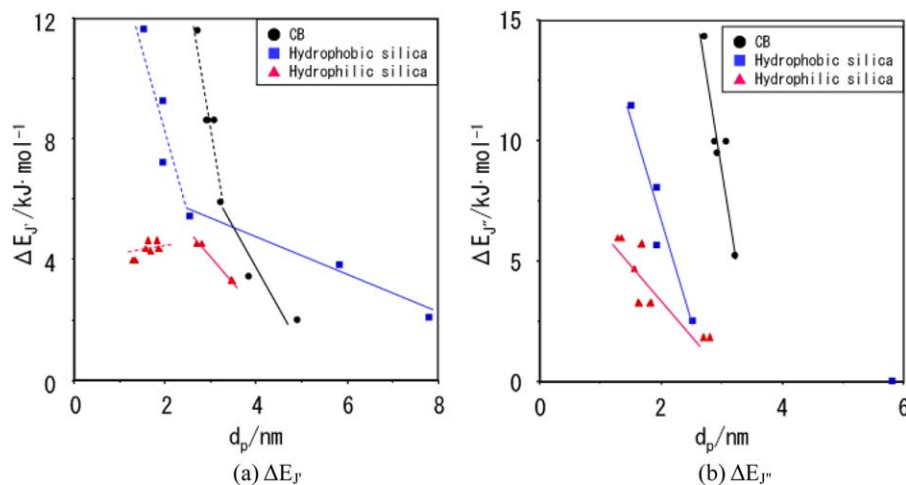 12
8
4
0
0
2
4
6
8
ΔE_J'/kJ·mol⁻¹
d_p/nm
CB
Hydrophobic silica
Hydrophilic silica
(a) ΔE_J'
15
10
5
0
0
2
4
6
ΔE_J"/kJ·mol⁻¹
d_p/nm
CB
Hydrophobic silica
Hydrophilic silica
(b) ΔE_J"